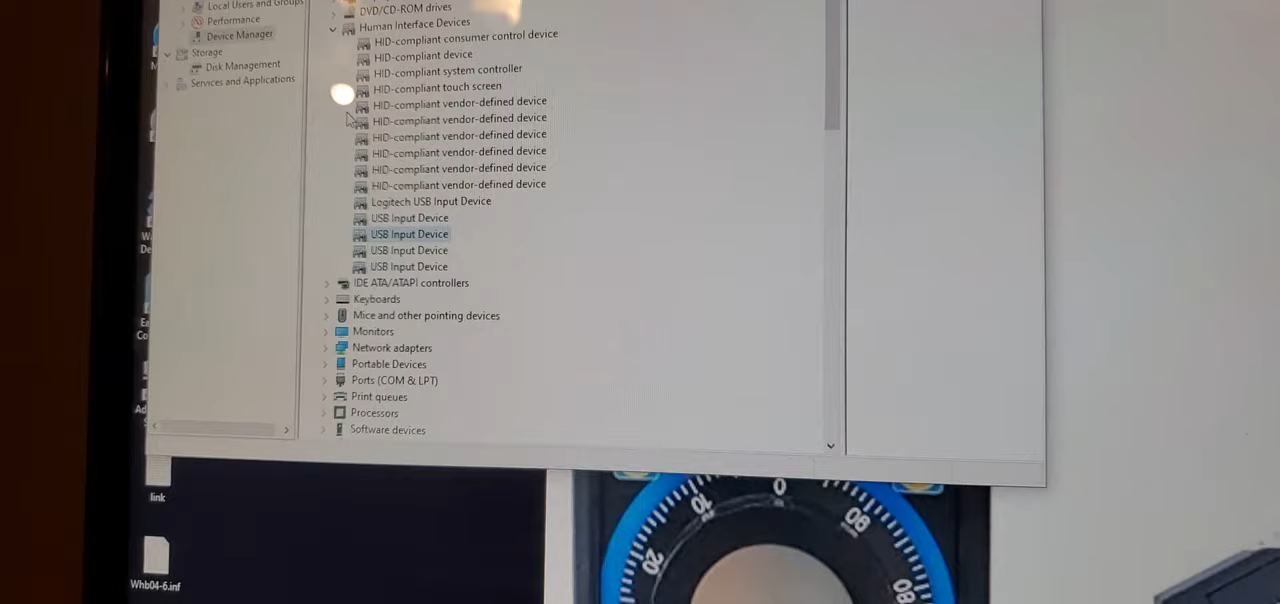 Local Users and Groups
Performance
Device Manager
Storage
Disk Management
Services and Applications
DVD/CD-ROM drives
Human Interface Devices
HID-compliant consumer control device
HID-compliant device
HID-compliant system controller
HID-compliant touch screen
HID-compliant vendor-defined device
HID-compliant vendor-defined device
HID-compliant vendor-defined device
HID-compliant vendor-defined device
HID-compliant vendor-defined device
HID-compliant vendor-defined device
Logitech USB Input Device
USB Input Device
USB Input Device
USB Input Device
USB Input Device
IDE ATA/ATAPI controllers
Keyboards
Mice and other pointing devices
Monitors
Network adapters
Portable Devices
Ports (COM & LPT)
Print queues
Processors
Software devices
link
Whb04-6.inf
0
10
20
90
80